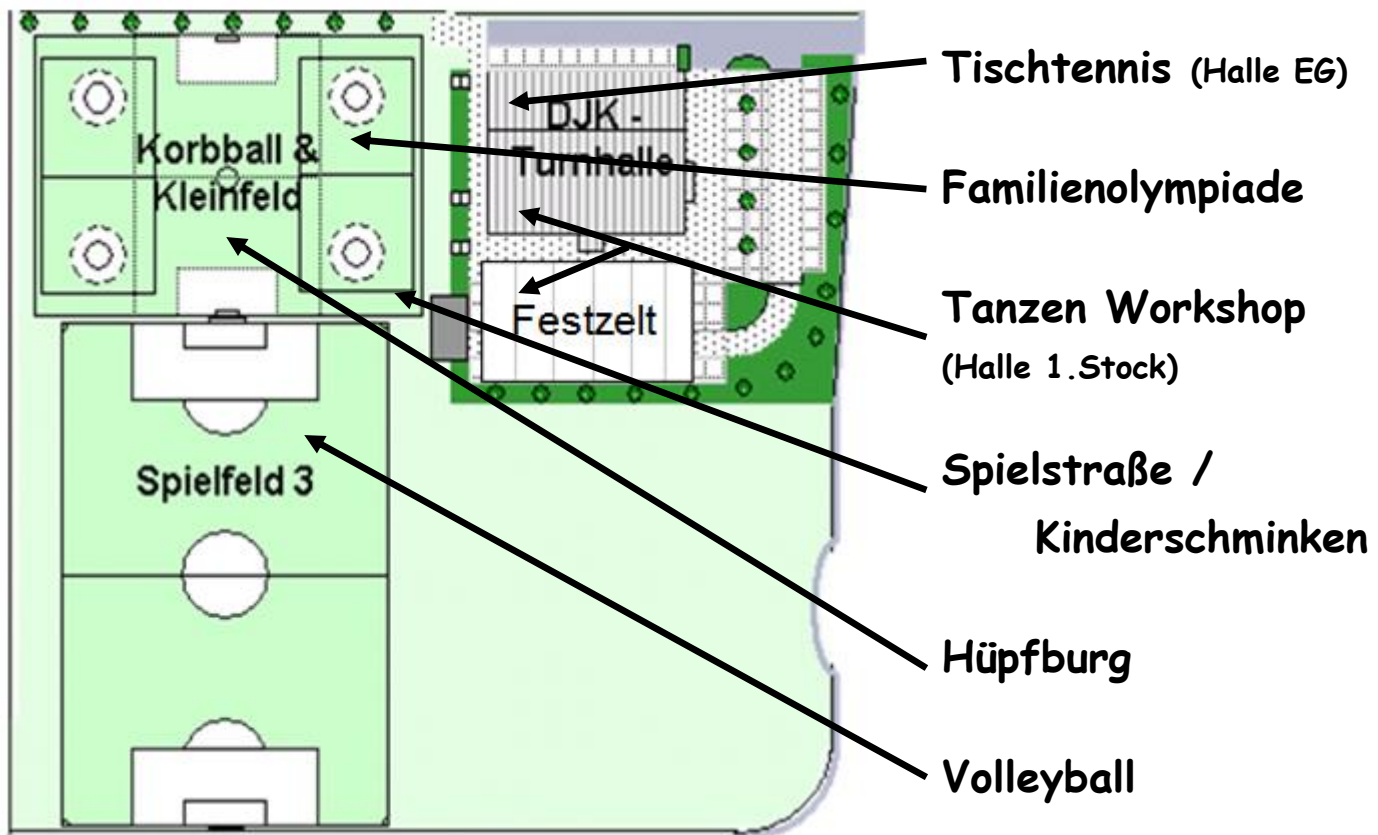 Korbball &
Kleinfeld
DJK -
Turnhalle
Festzelt
Spielfeld 3
Tischtennis (Halle EG)
Familienolympiade
Tanzen Workshop
(Halle 1.Stock)
Spielstraße /
Kinderschminken
Hüpfburg
Volleyball